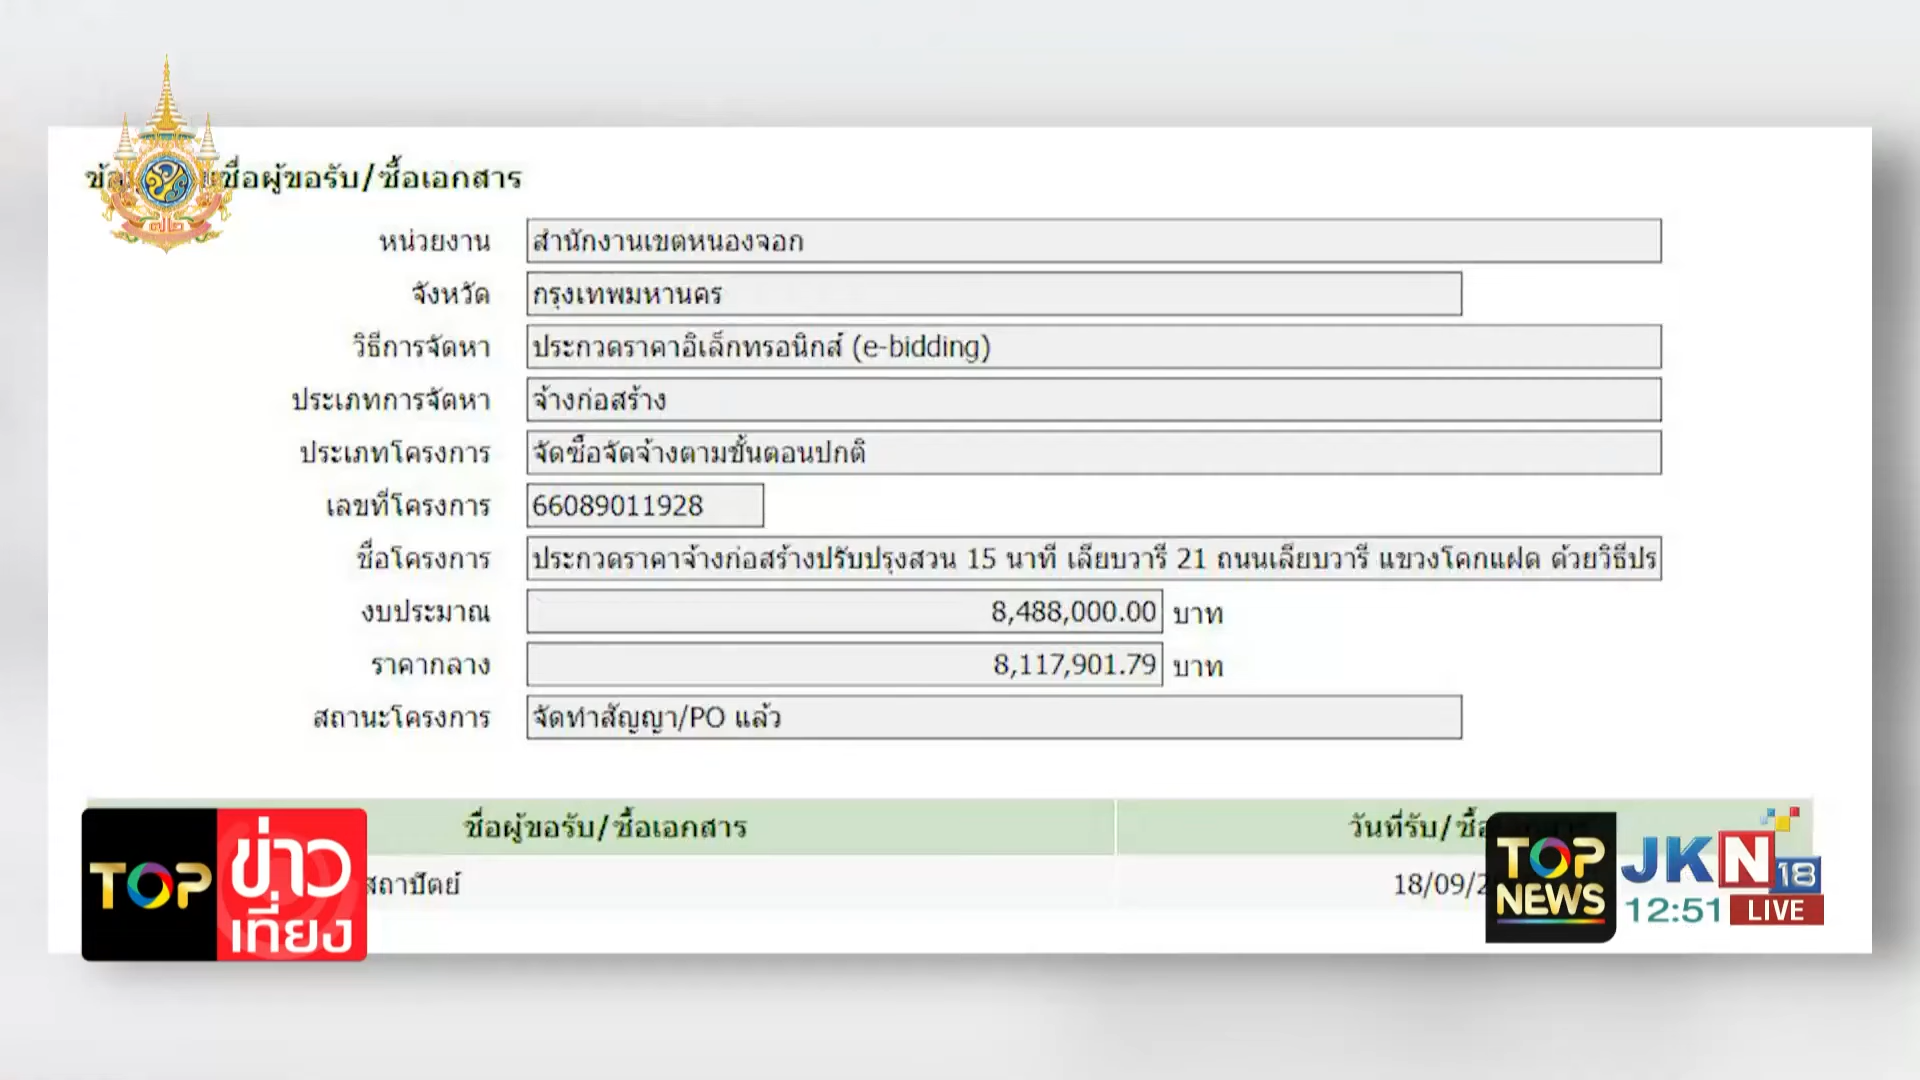 ชื่อผู้ขอรับ/ซื้อเอกสาร
หน่วยงาน สำนักงานเขตหนองจอก
จังหวัด กรุงเทพมหานคร
วิธีการจัดหา ประกวดราคาอิเล็กทรอนิกส์ (e-bidding)
ประเภทการจัดหา จ้างก่อสร้าง
ประเภทโครงการ จัดซื้อจัดจ้างตามขั้นตอนปกติ
เลขที่โครงการ 66089011928
ชื่อโครงการ ประกวดราคาจ้างก่อสร้างปรับปรุงสวน 15 นาที เลียบวารี 21 ถนนเลียบวารี แขวงโคกแฝด ด้วยวิธีปร
งบประมาณ 8,488,000.00 บาท
ราคากลาง 8,117,901.79 บาท
สถานะโครงการ จัดทำสัญญา/PO แล้ว
ชื่อผู้ขอรับ/ซื้อเอกสาร วันที่รับ/ซื้อ
สถาปัตย์ 18/09/2
TOP ข่าวเที่ยง
TOP NEWS JKN 18
12:51 LIVE